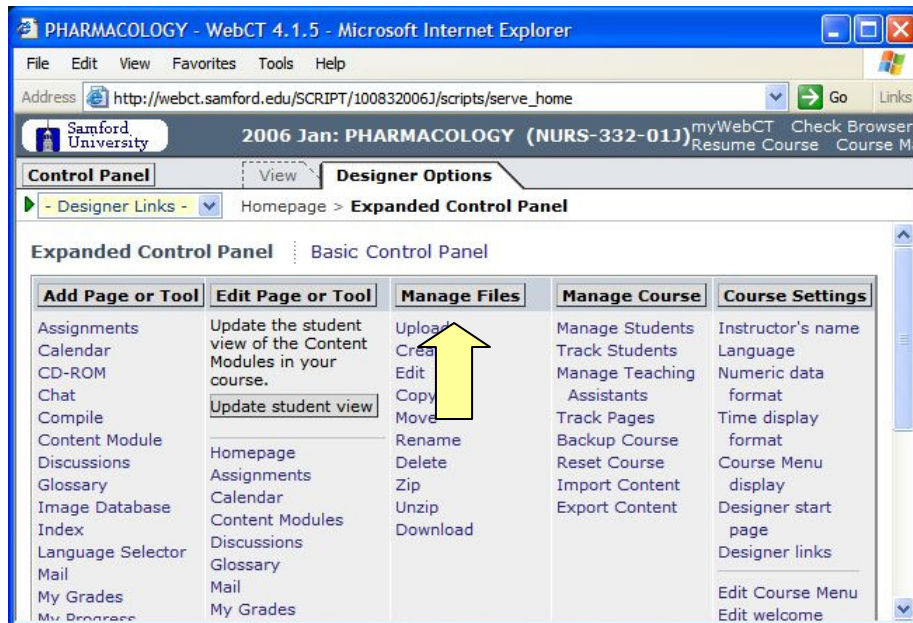 PHARMACOLOGY - WebCT 4.1.5 - Microsoft Internet Explorer
File Edit View Favorites Tools Help
Address http://webct.samford.edu/SCRIPT/100832006J/scripts/serve_home Go Links
Samford University
2006 Jan: PHARMACOLOGY (NURS-332-01J)
myWebCT Check Browser
Resume Course Course
Control Panel View Designer Options
- Designer Links - Homepage > Expanded Control Panel
Expanded Control Panel Basic Control Panel
Add Page or Tool
Assignments
Calendar
CD-ROM
Chat
Compile
Content Module
Discussions
Glossary
Image Database
Index
Language Selector
Mail
My Grades
My Progress
Edit Page or Tool
Update the student
view of the Content
Modules in your
course.
Update student view
Homepage
Assignments
Calendar
Content Modules
Discussions
Glossary
Mail
My Grades
Manage Files
Upload
Edit
Copy
Move
Rename
Delete
Zip
Unzip
Download
Manage Course
Manage Students
Track Students
Manage Teaching
Assistants
Track Pages
Backup Course
Reset Course
Import Content
Export Content
Course Settings
Instructor's name
Language
Numeric data
format
Time display
format
Course Menu
display
Designer start
page
Designer links
Edit Course Menu
Edit welcome